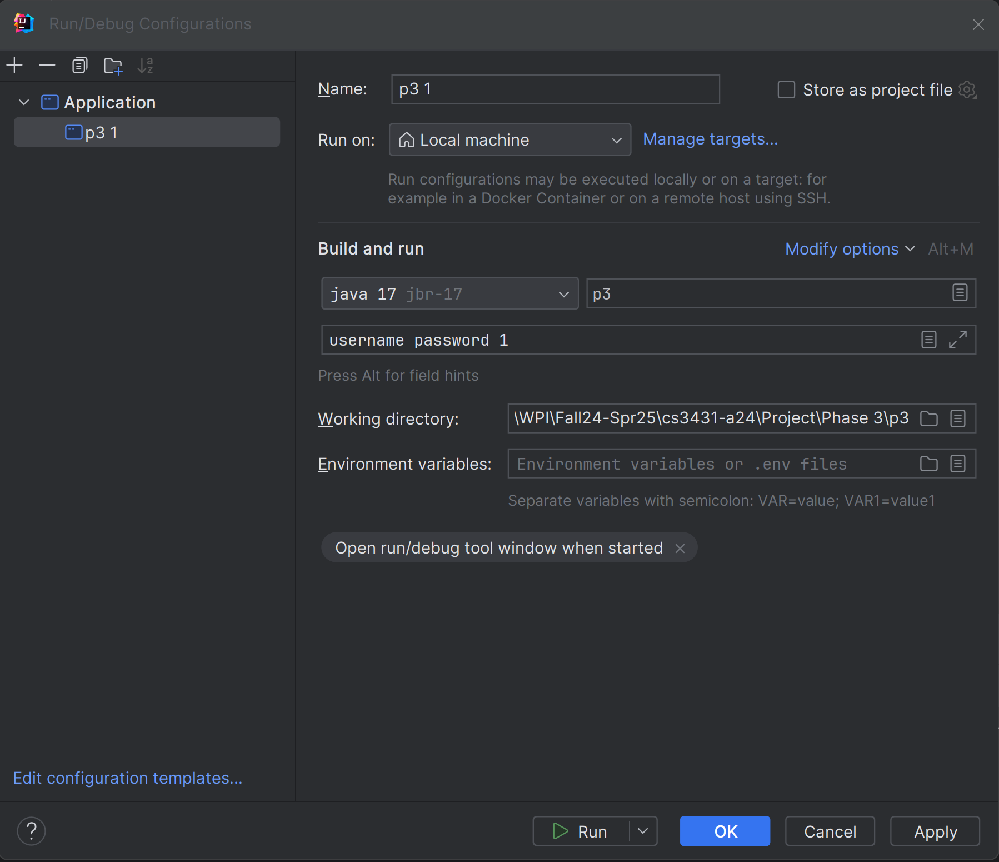 Run/Debug Configurations
Application
p3 1
Edit configuration templates...
Name: p3 1 Store as project file
Run on: Local machine Manage targets...
Run configurations may be executed locally or on a target: for
example in a Docker Container or on a remote host using SSH.
Build and run Modify options Alt+M
java 17 jbr-17 p3
username password 1
Press Alt for field hints
Working directory: \WPI\Fall24-Spr25\cs3431-a24\Project\Phase 3\p3
Environment variables: Environment variables or .env files
Separate variables with semicolon: VAR=value; VAR1=value1
Open run/debug tool window when started
? Run OK Cancel Apply